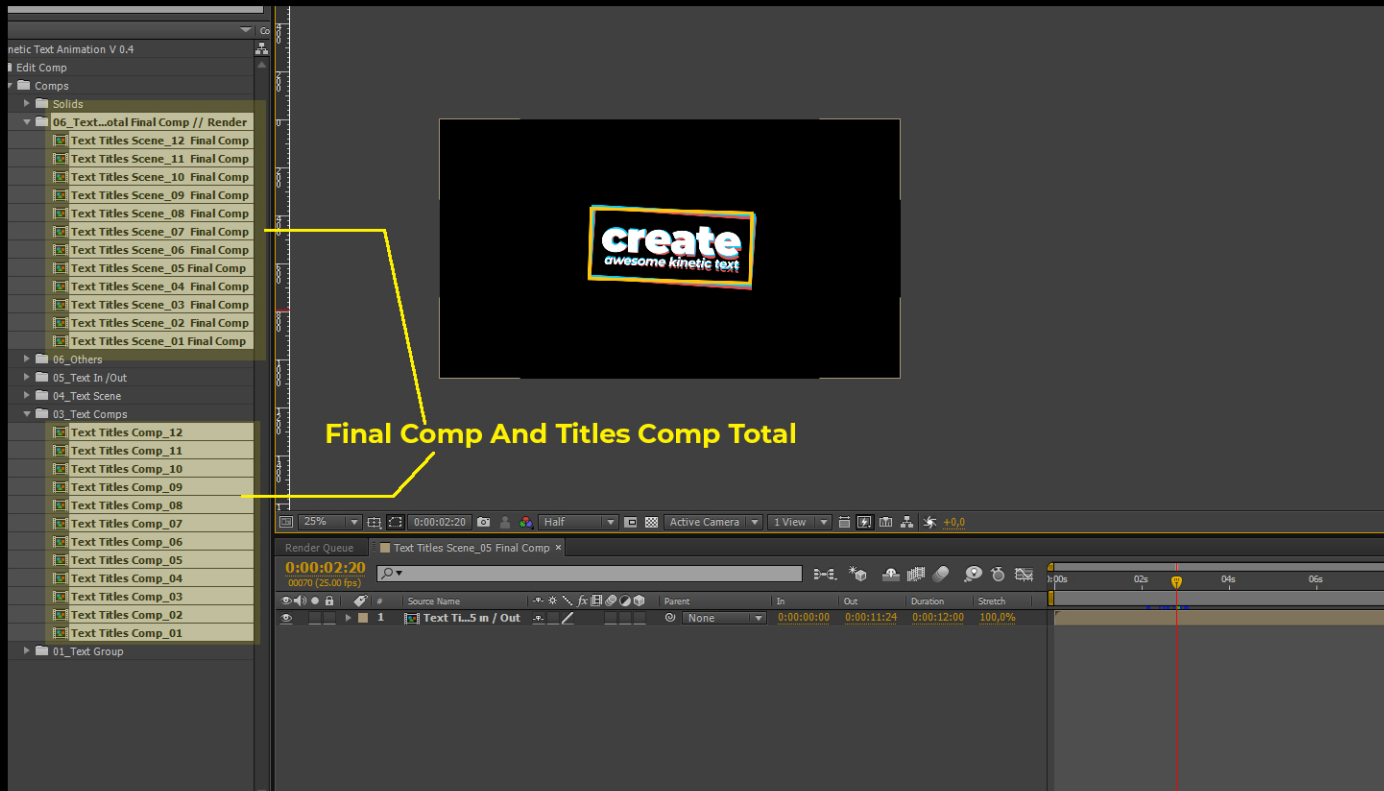 Co
netic Text Animation V 0.4
Edit Comp
Comps
Solids
06_Text...otal Final Comp // Render
Text Titles Scene_12 Final Comp
Text Titles Scene_11 Final Comp
Text Titles Scene_10 Final Comp
Text Titles Scene_09 Final Comp
Text Titles Scene_08 Final Comp
Text Titles Scene_07 Final Comp
Text Titles Scene_06 Final Comp
Text Titles Scene_05 Final Comp
Text Titles Scene_04 Final Comp
Text Titles Scene_03 Final Comp
Text Titles Scene_02 Final Comp
Text Titles Scene_01 Final Comp
06_Others
05_Text In /Out
04_Text Scene
03_Text Comps
Text Titles Comp_12
Text Titles Comp_11
Text Titles Comp_10
Text Titles Comp_09
Text Titles Comp_08
Text Titles Comp_07
Text Titles Comp_06
Text Titles Comp_05
Text Titles Comp_04
Text Titles Comp_03
Text Titles Comp_02
Text Titles Comp_01
01_Text Group
create
awesome kinetic text
Final Comp And Titles Comp Total
25% 0:00:02:20 Half Active Camera 1 View +0,0
Render Queue Text Titles Scene_05 Final Comp ×
0:00:02:20
00070 (25.00 fps)
:00s 02s 04s 06s
# Source Name fx Parent In Out Duration Stretch
1 Text Ti...5 in / Out None 0:00:00:00 0:00:11:24 0:00:12:00 100,0%